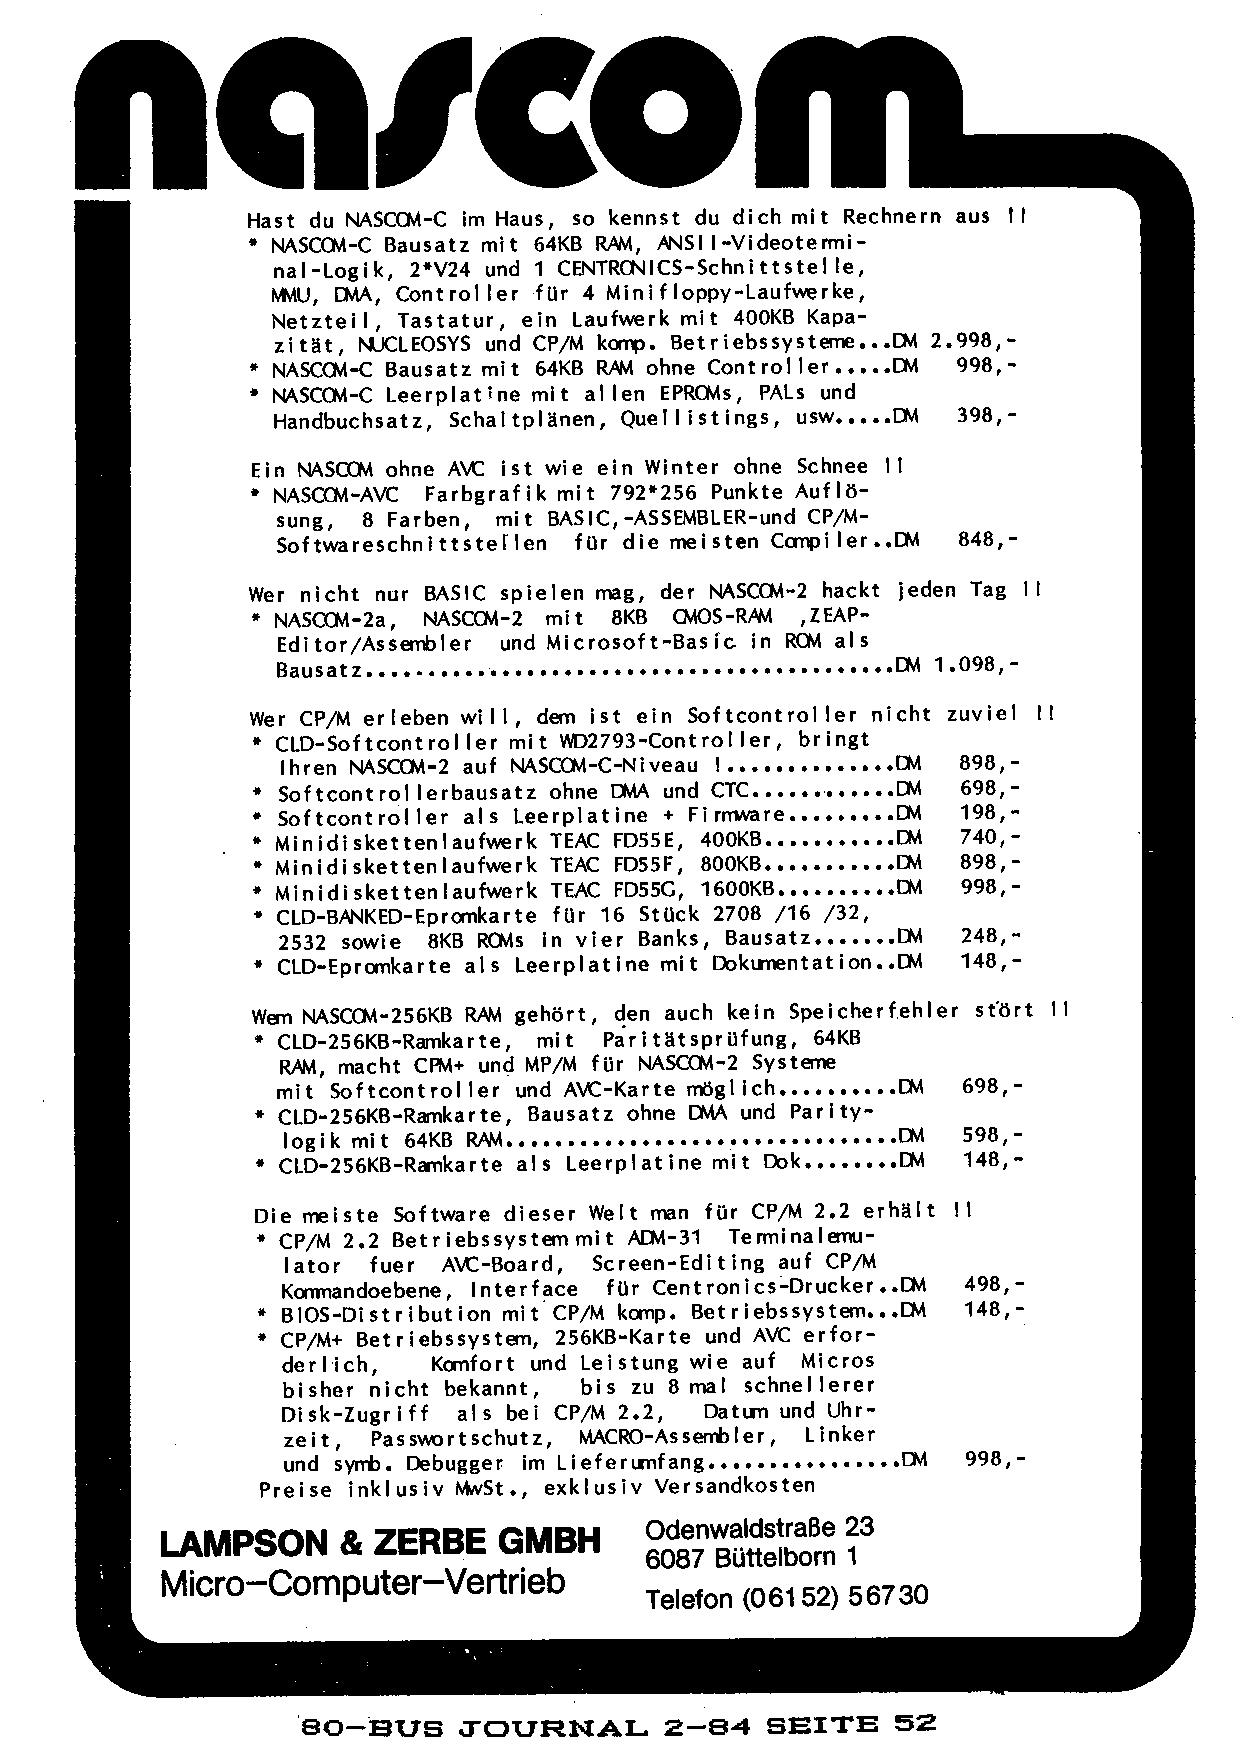 nascom
Hast du NASCOM-C im Haus, so kennst du dich mit Rechnern aus !!
* NASCOM-C Bausatz mit 64KB RAM, ANSII-Videotermi-
nal-Logik, 2*V24 und 1 CENTRONICS-Schnittstelle,
MMU, DMA, Controller für 4 Minifloppy-Laufwerke,
Netzteil, Tastatur, ein Laufwerk mit 400KB Kapa-
zität, NUCLEOSYS und CP/M komp. Betriebssysteme...DM 2.998,-
* NASCOM-C Bausatz mit 64KB RAM ohne Controller.....DM 998,-
* NASCOM-C Leerplatine mit allen EPROMs, PALs und
Handbuchsatz, Schaltplänen, Quellistings, usw.....DM 398,-
Ein NASCOM ohne AVC ist wie ein Winter ohne Schnee !!
* NASCOM-AVC Farbgrafik mit 792*256 Punkte Auflö-
sung, 8 Farben, mit BASIC,-ASSEMBLER-und CP/M-
Softwareschnittstellen für die meisten Compiler..DM 848,-
Wer nicht nur BASIC spielen mag, der NASCOM-2 hackt jeden Tag !!
* NASCOM-2a, NASCOM-2 mit 8KB CMOS-RAM ,ZEAP-
Editor/Assembler und Microsoft-Basic in ROM als
Bausatz...........................................DM 1.098,-
Wer CP/M erleben will, dem ist ein Softcontroller nicht zuviel !!
* CLD-Softcontroller mit WD2793-Controller, bringt
Ihren NASCOM-2 auf NASCOM-C-Niveau !..............DM 898,-
* Softcontrollerbausatz ohne DMA und CTC............DM 698,-
* Softcontroller als Leerplatine + Firmware.........DM 198,-
* Minidiskettenlaufwerk TEAC FD55E, 400KB...........DM 740,-
* Minidiskettenlaufwerk TEAC FD55F, 800KB...........DM 898,-
* Minidiskettenlaufwerk TEAC FD55G, 1600KB..........DM 998,-
* CLD-BANKED-Epromkarte für 16 Stück 2708 /16 /32,
2532 sowie 8KB ROMs in vier Banks, Bausatz.......DM 248,-
* CLD-Epromkarte als Leerplatine mit Dokumentation..DM 148,-
Wem NASCOM-256KB RAM gehört, den auch kein Speicherfehler stört !!
* CLD-256KB-Ramkarte, mit Paritätsprüfung, 64KB
RAM, macht CPM+ und MP/M für NASCOM-2 Systeme
mit Softcontroller und AVC-Karte möglich..........DM 698,-
* CLD-256KB-Ramkarte, Bausatz ohne DMA und Parity-
logik mit 64KB RAM................................DM 598,-
* CLD-256KB-Ramkarte als Leerplatine mit Dok........DM 148,-
Die meiste Software dieser Welt man für CP/M 2.2 erhält !!
* CP/M 2.2 Betriebssystem mit ADM-31 Terminalemu-
lator fuer AVC-Board, Screen-Editing auf CP/M
Kommandoebene, Interface für Centronics-Drucker..DM 498,-
* BIOS-Distribution mit CP/M komp. Betriebssystem...DM 148,-
* CP/M+ Betriebssystem, 256KB-Karte und AVC erfor-
derlich, Komfort und Leistung wie auf Micros
bisher nicht bekannt, bis zu 8 mal schnellerer
Disk-Zugriff als bei CP/M 2.2, Datum und Uhr-
zeit, Passwortschutz, MACRO-Assembler, Linker
und symb. Debugger im Lieferumfang................DM 998,-
Preise inklusiv MwSt., exklusiv Versandkosten
LAMPSON & ZERBE GMBH
Micro-Computer-Vertrieb
Odenwaldstraße 23
6087 Büttelborn 1
Telefon (06152) 56730
80-BUS JOURNAL 2-84 SEITE 52